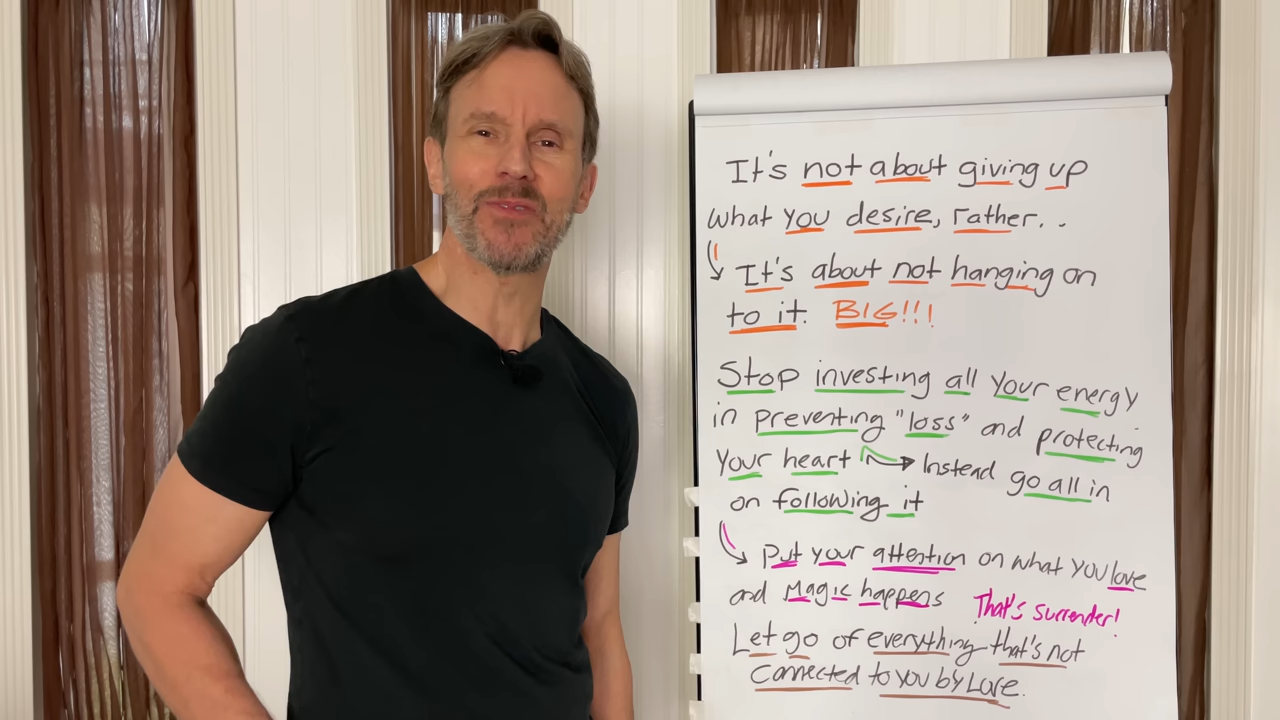 It's not about giving up
what you desire, rather..
It's about not hanging on
to it. BIG!!!
Stop investing all your energy
in preventing "loss" and protecting
your heart Instead go all in
on following it
Put your attention on what you love
and Magic happens That's surrender!
Let go of everything that's not
connected to you by Love.